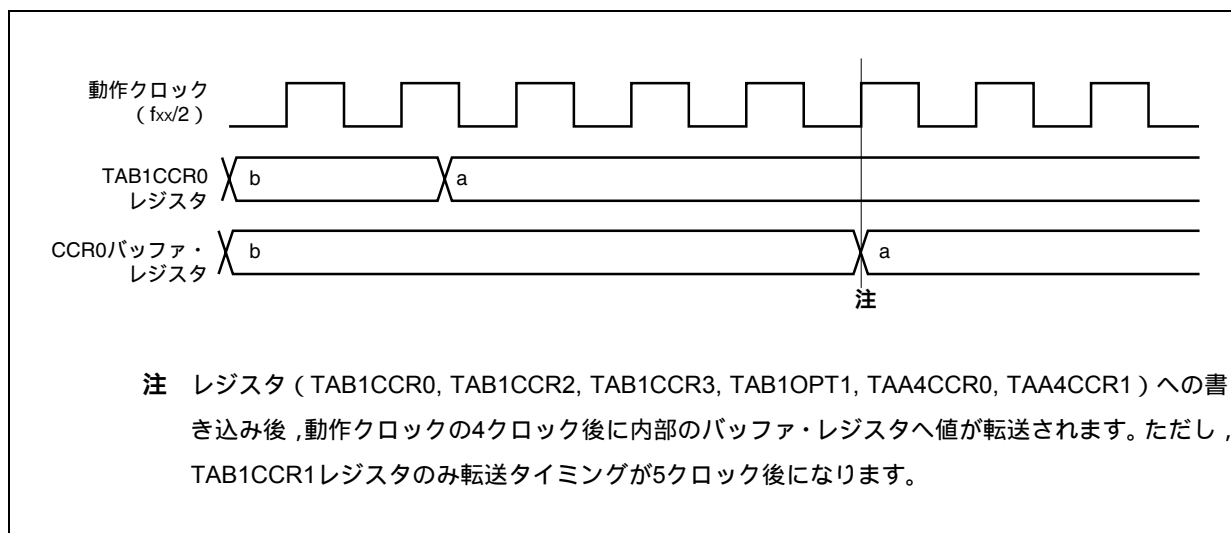 動作クロック
（fxx/2）
TAB1CCR0
レジスタ
b
a
CCR0バッファ・
レジスタ
b
a
注
注 レジスタ（TAB1CCR0, TAB1CCR2, TAB1CCR3, TAB1OPT1, TAA4CCR0, TAA4CCR1）への書
き込み後，動作クロックの4クロック後に内部のバッファ・レジスタへ値が転送されます。ただし，
TAB1CCR1レジスタのみ転送タイミングが5クロック後になります。